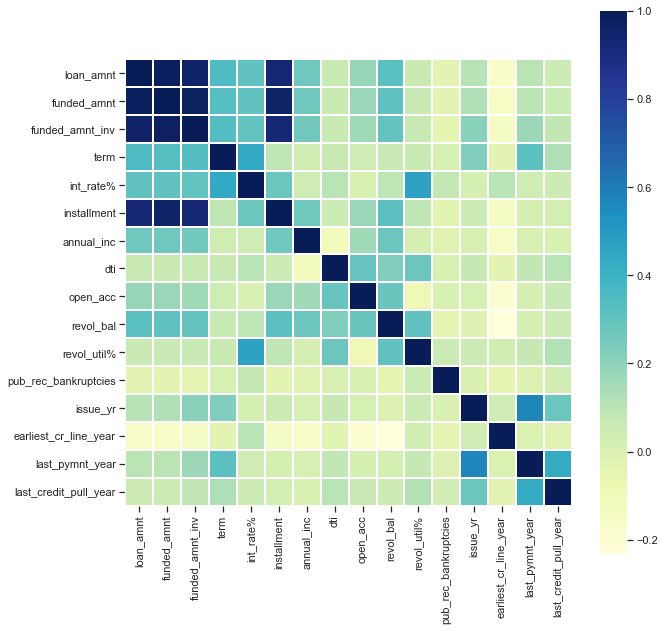 loan_amnt
funded_amnt
funded_amnt_inv
term
int_rate%
installment
annual_inc
dti
open_acc
revol_bal
revol_util%
pub_rec_bankruptcies
issue_yr
earliest_cr_line_year
last_pymnt_year
last_credit_pull_year
loan_amnt
funded_amnt
funded_amnt_inv
term
int_rate%
installment
annual_inc
dti
open_acc
revol_bal
revol_util%
pub_rec_bankruptcies
issue_yr
earliest_cr_line_year
last_pymnt_year
last_credit_pull_year
1.0
0.8
0.6
0.4
0.2
0.0
−0.2